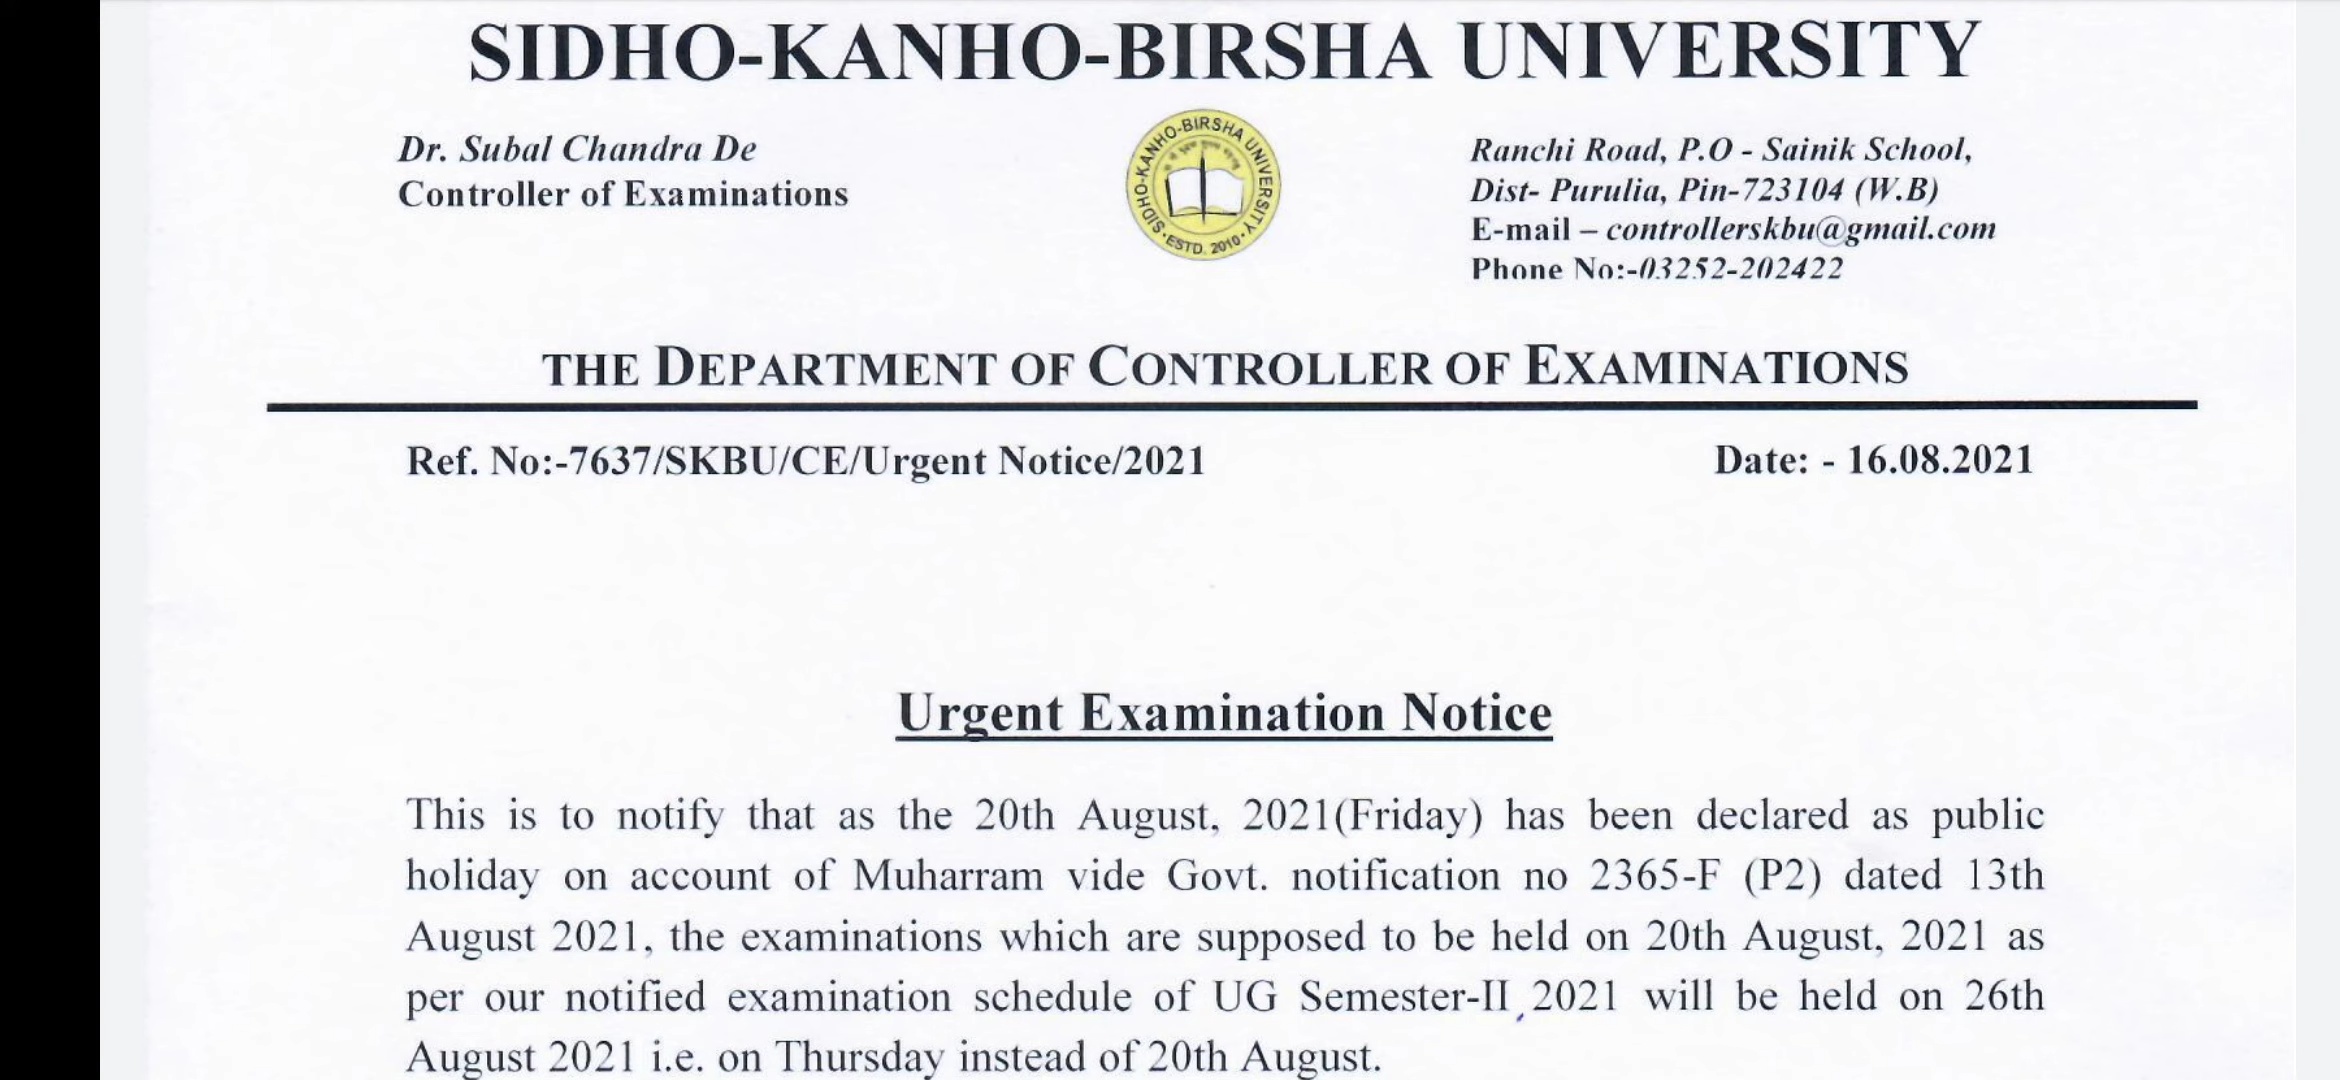 SIDHO-KANHO-BIRSHA UNIVERSITY
Dr. Subal Chandra De
Controller of Examinations
SIDHO-KANHO-BIRSHA UNIVERSITY
ESTD. 2010
Ranchi Road, P.O - Sainik School,
Dist- Purulia, Pin-723104 (W.B)
E-mail – controllerskbu@gmail.com
Phone No:-03252-202422
THE DEPARTMENT OF CONTROLLER OF EXAMINATIONS
Ref. No:-7637/SKBU/CE/Urgent Notice/2021
Date: - 16.08.2021
Urgent Examination Notice
This is to notify that as the 20th August, 2021(Friday) has been declared as public
holiday on account of Muharram vide Govt. notification no 2365-F (P2) dated 13th
August 2021, the examinations which are supposed to be held on 20th August, 2021 as
per our notified examination schedule of UG Semester-II,2021 will be held on 26th
August 2021 i.e. on Thursday instead of 20th August.